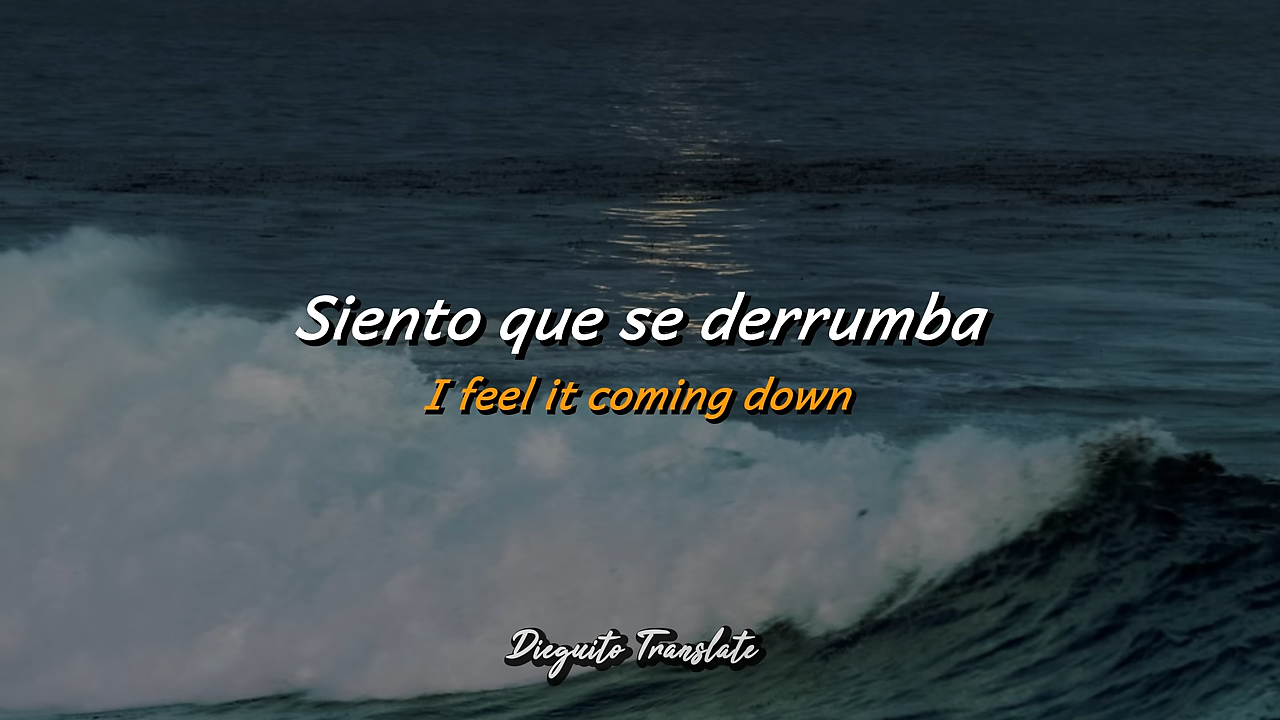 Siento que se derrumba
I feel it coming down
Dieguito Translate